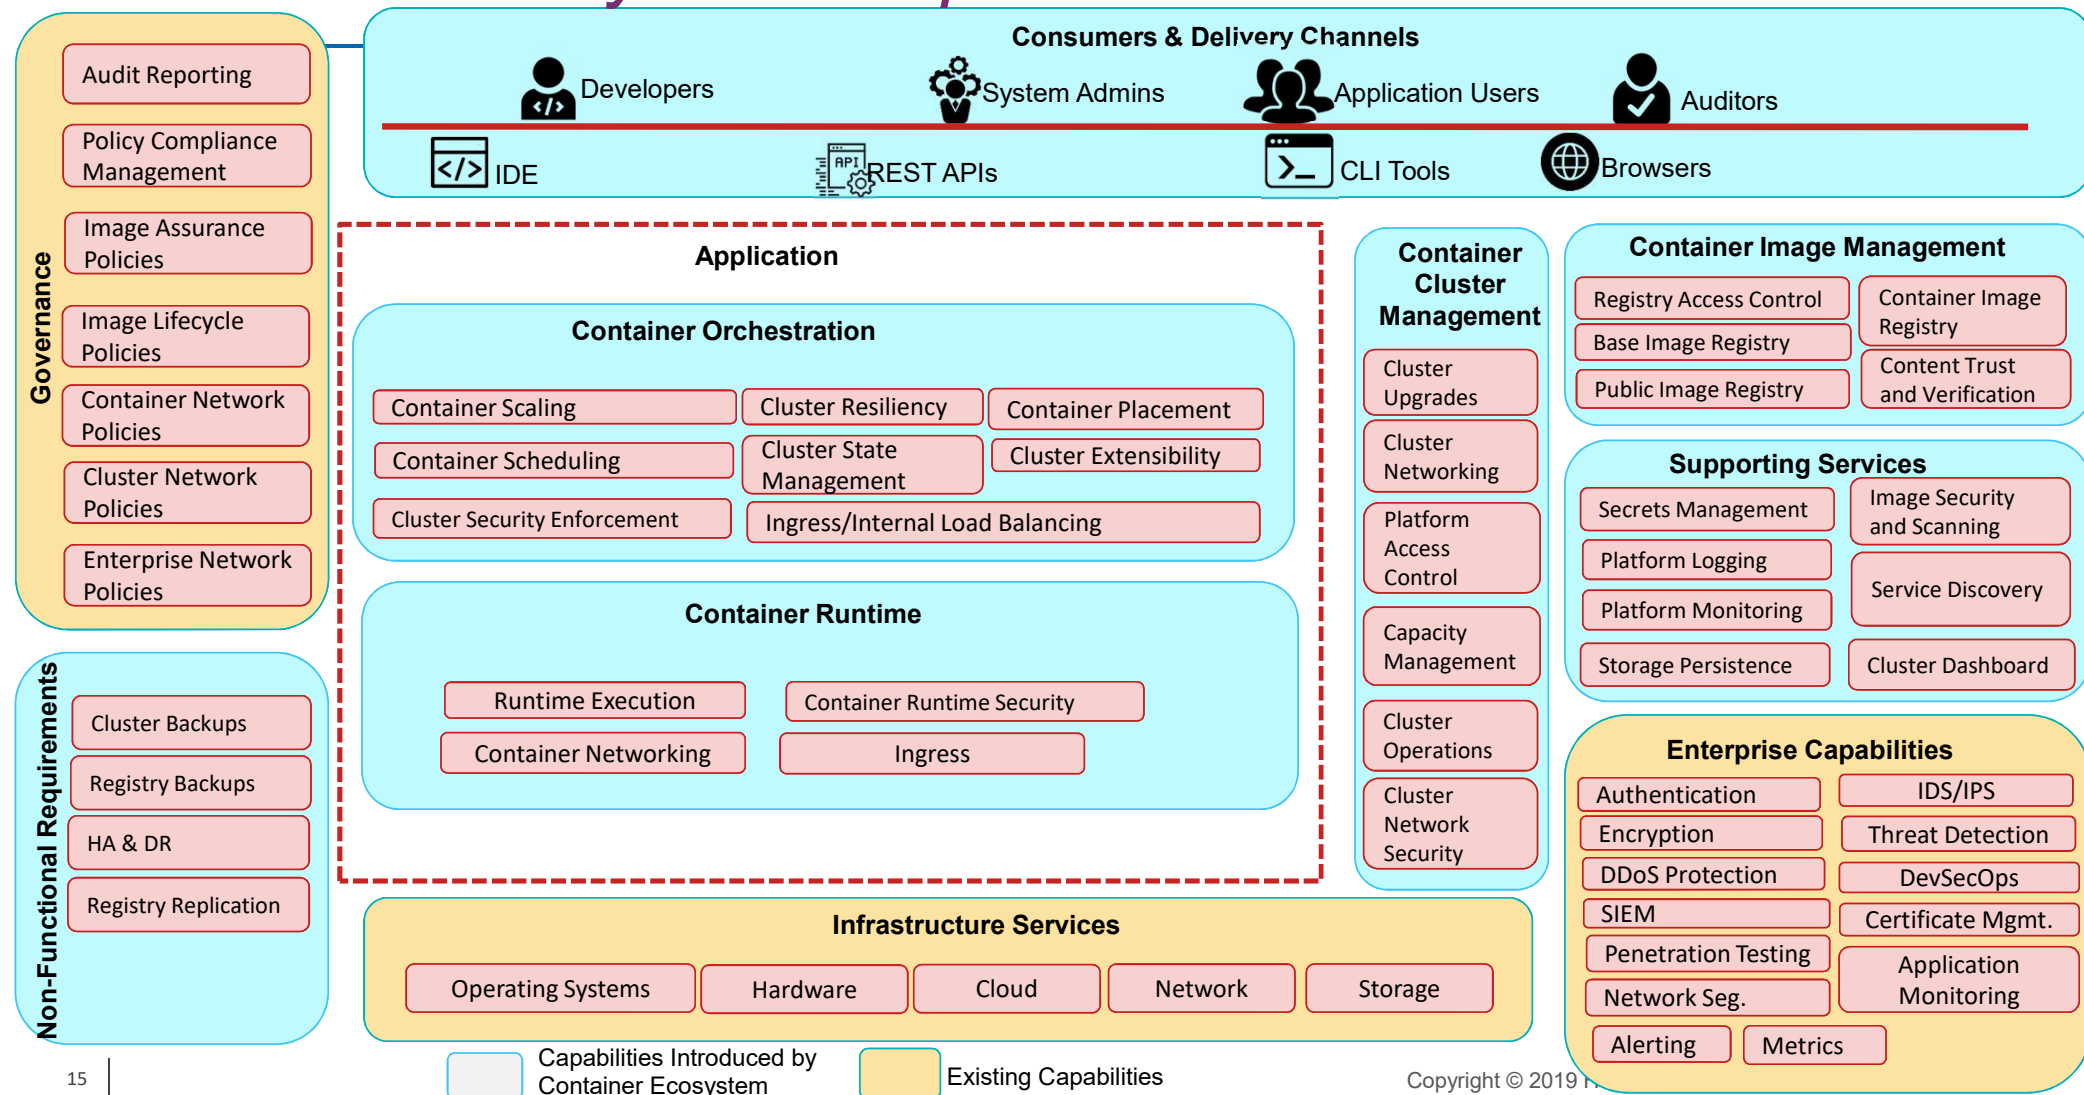 Consumers & Delivery Channels
Developers
System Admins
Application Users
Auditors
IDE
REST APIs
API
CLI Tools
Browsers
Governance
Audit Reporting
Policy Compliance
Management
Image Assurance
Policies
Image Lifecycle
Policies
Container Network
Policies
Cluster Network
Policies
Enterprise Network
Policies
Non-Functional Requirements
Cluster Backups
Registry Backups
HA & DR
Registry Replication
Application
Container Orchestration
Container Scaling
Cluster Resiliency
Container Placement
Container Scheduling
Cluster State
Management
Cluster Extensibility
Cluster Security Enforcement
Ingress/Internal Load Balancing
Container Runtime
Runtime Execution
Container Runtime Security
Container Networking
Ingress
Container
Cluster
Management
Cluster
Upgrades
Cluster
Networking
Platform
Access
Control
Capacity
Management
Cluster
Operations
Cluster
Network
Security
Container Image Management
Registry Access Control
Container Image
Registry
Base Image Registry
Public Image Registry
Content Trust
and Verification
Supporting Services
Secrets Management
Image Security
and Scanning
Platform Logging
Service Discovery
Platform Monitoring
Storage Persistence
Cluster Dashboard
Enterprise Capabilities
Authentication
IDS/IPS
Encryption
Threat Detection
DDoS Protection
DevSecOps
SIEM
Certificate Mgmt.
Penetration Testing
Application
Monitoring
Network Seg.
Alerting
Metrics
Infrastructure Services
Operating Systems
Hardware
Cloud
Network
Storage
15
Capabilities Introduced by
Container Ecosystem
Existing Capabilities
Copyright © 2019